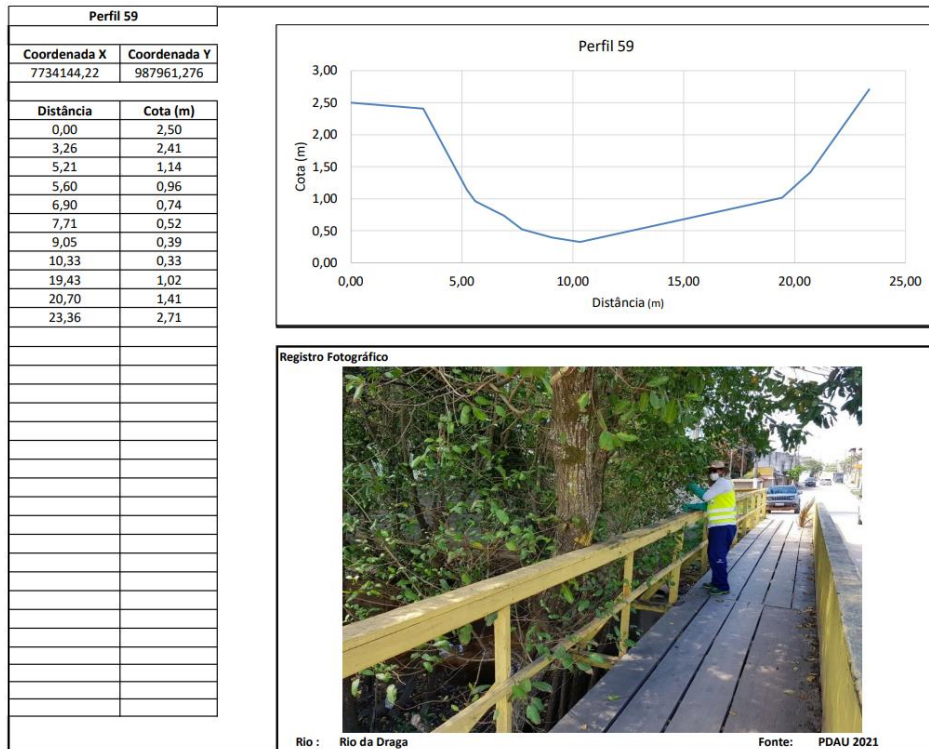 Perfil 59
Coordenada X Coordenada Y
7734144,22 987961,276
Distância Cota (m)
0,00 2,50
3,26 2,41
5,21 1,14
5,60 0,96
6,90 0,74
7,71 0,52
9,05 0,39
10,33 0,33
19,43 1,02
20,70 1,41
23,36 2,71
Perfil 59
Cota (m)
3,00
2,50
2,00
1,50
1,00
0,50
0,00
0,00 5,00 10,00 15,00 20,00 25,00
Distância (m)
Registro Fotográfico
Rio : Rio da Draga Fonte: PDAU 2021